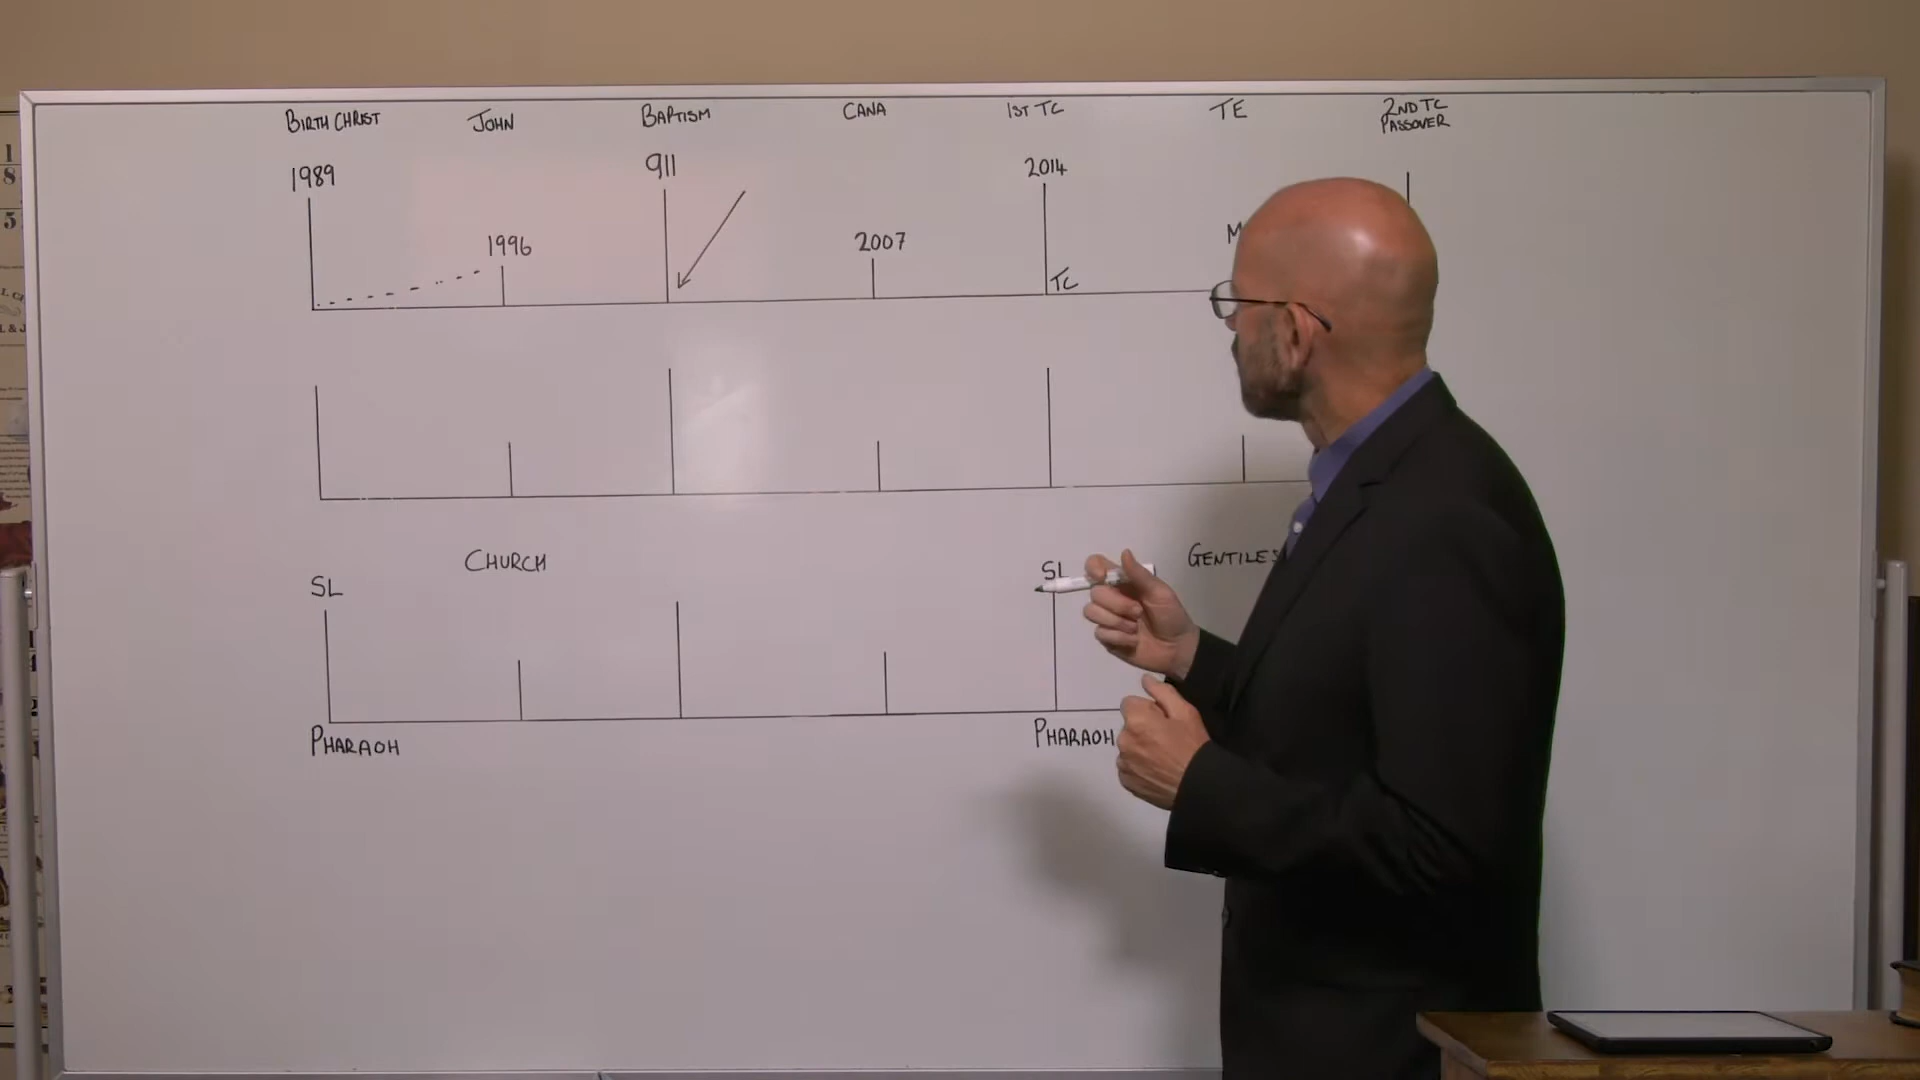 BIRTH CHRIST JOHN BAPTISM CANA 1ST TC TE 2ND TC
PASSOVER
1989 911 2014
1996 2007 M
TC
CHURCH GENTILES
SL SL
PHARAOH PHARAOH